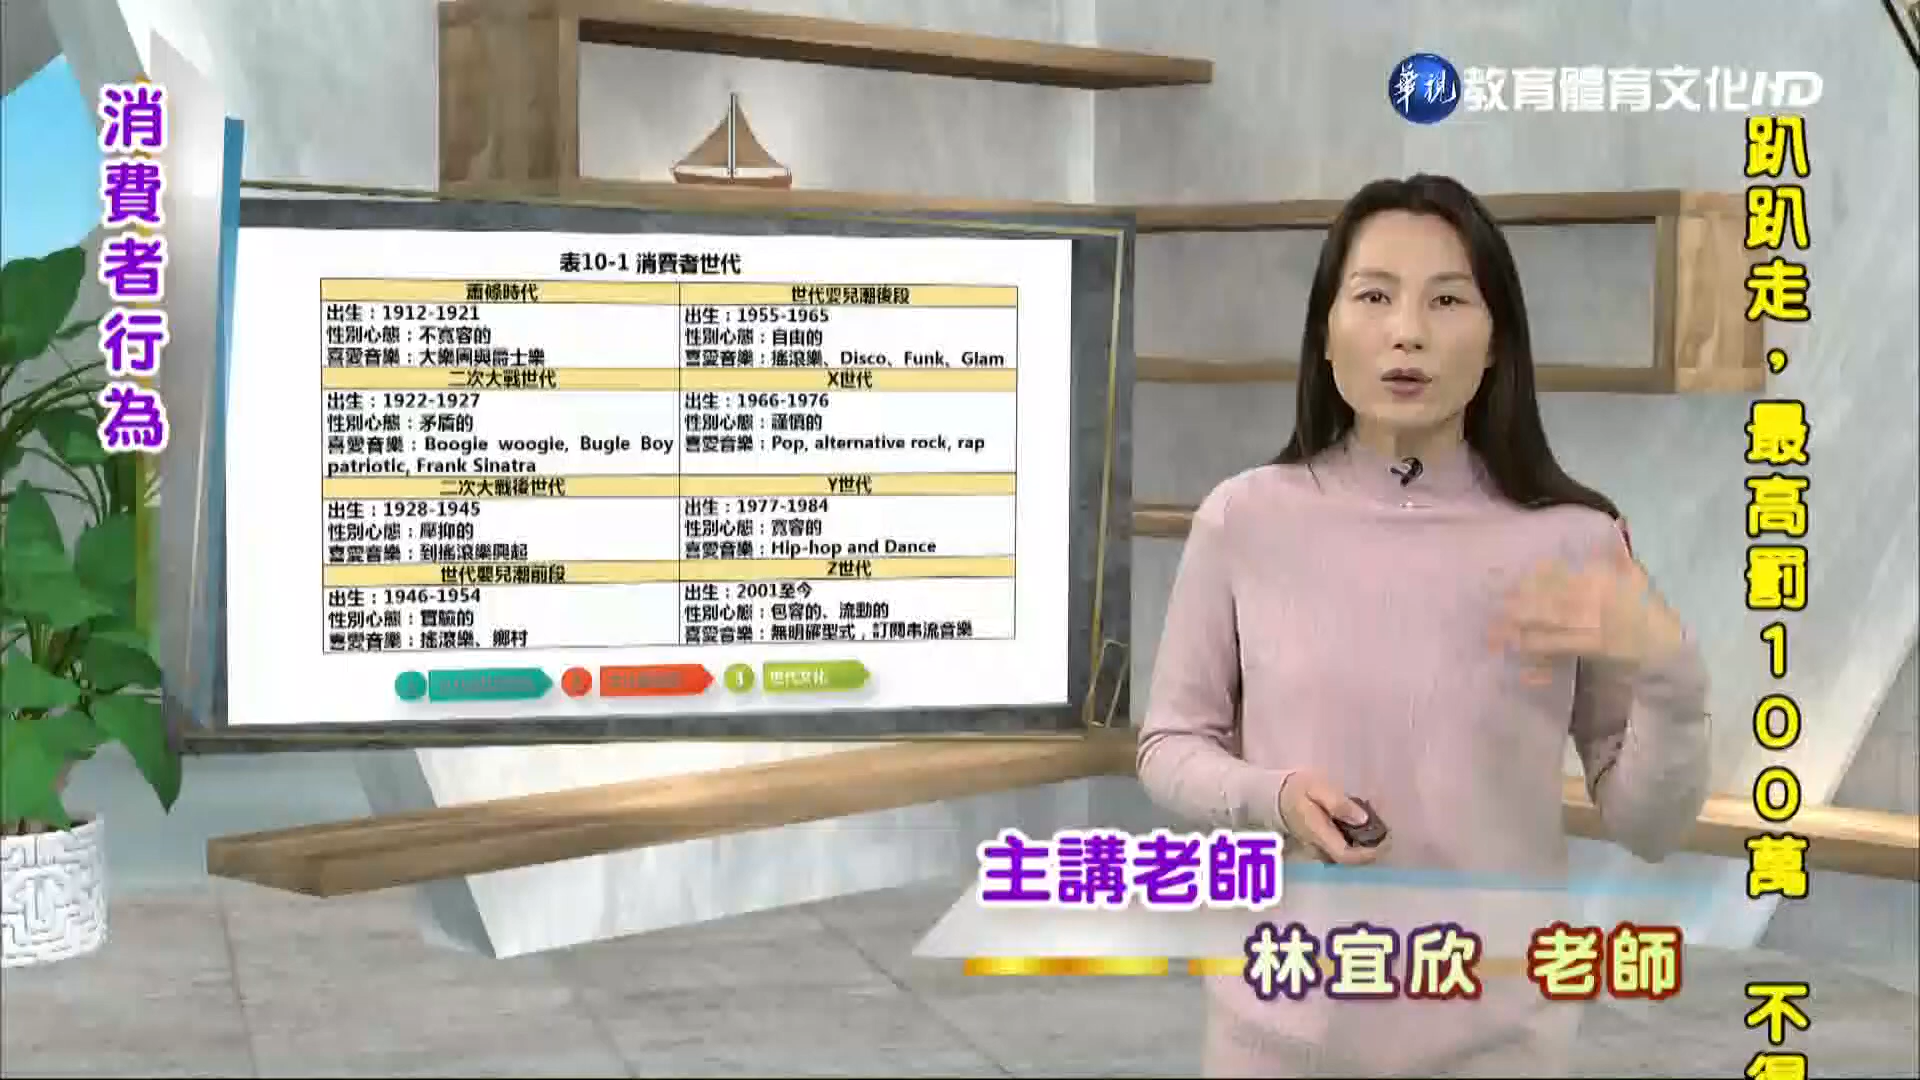 消費者行為
華視 教育體育文化HD
趴趴走,最高罰100萬 不得
表10-1 消費者世代
蕭條時代
出生:1912-1921
性別心態:不寬容的
喜愛音樂:大樂團與爵士樂
世代嬰兒潮後段
出生:1955-1965
性別心態:自由的
喜愛音樂:搖滾樂、Disco、Funk、Glam
二次大戰世代
出生:1922-1927
性別心態:矛盾的
喜愛音樂:Boogie woogie, Bugle Boy
patriotic, Frank Sinatra
X世代
出生:1966-1976
性別心態:謹慎的
喜愛音樂:Pop, alternative rock, rap
二次大戰後世代
出生:1928-1945
性別心態:壓抑的
喜愛音樂:到搖滾樂興起
Y世代
出生:1977-1984
性別心態:寬容的
喜愛音樂:Hip-hop and Dance
世代嬰兒潮前段
出生:1946-1954
性別心態:實驗的
喜愛音樂:搖滾樂、鄉村
Z世代
出生:2001至今
性別心態:包容的、流動的
喜愛音樂:無明確型式,訂閱串流音樂
3 世代文化
主講老師
林宜欣 老師